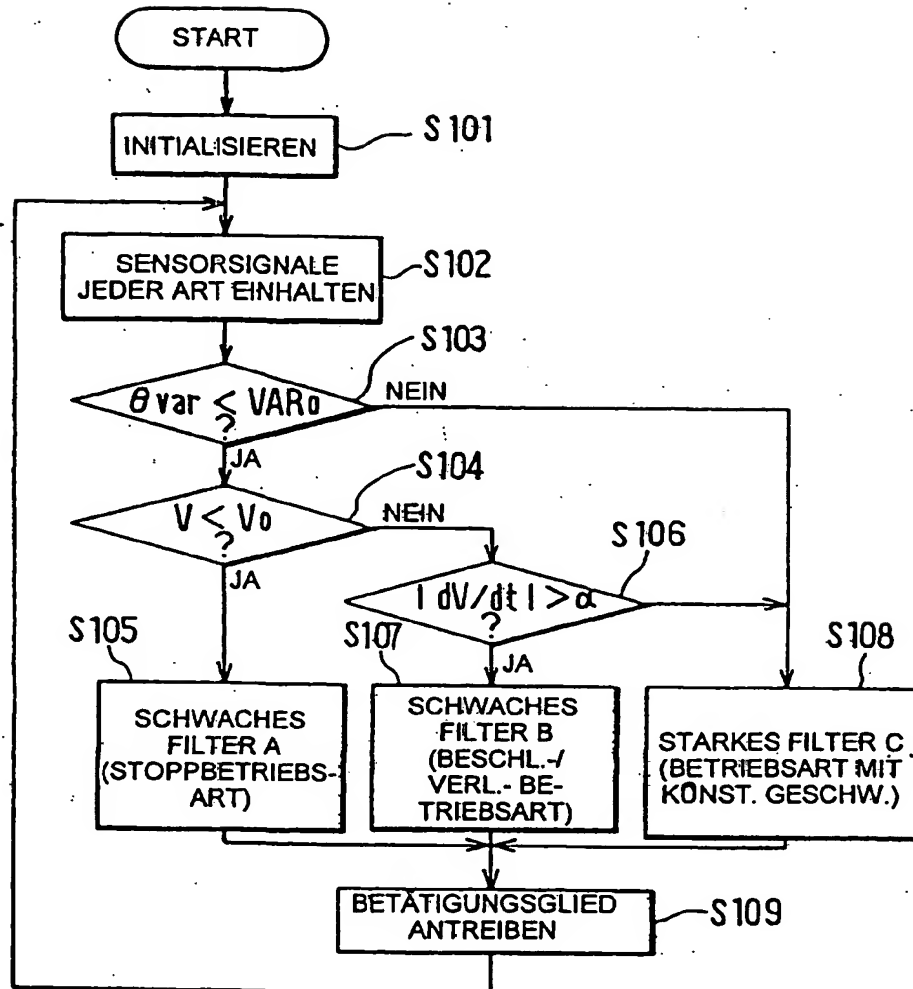 START
INITIALISIEREN
S101
SENSORSIGNALE
JEDER ART EINHALTEN
S102
S103
θvar < VAR0
?
NEIN
JA
S104
V < V0
?
NEIN
JA
S106
| dV/dt | > α
?
JA
S105
SCHWACHES
FILTER A
(STOPPBETRIEBS-
ART)
S107
SCHWACHES
FILTER B
(BESCHL.-/
VERL.- BE-
TRIEBSART)
S108
STARKES FILTER C
(BETRIEBSART MIT
KONST. GESCHW.)
BETÄTIGUNGSGLIED
ANTREIBEN
S109